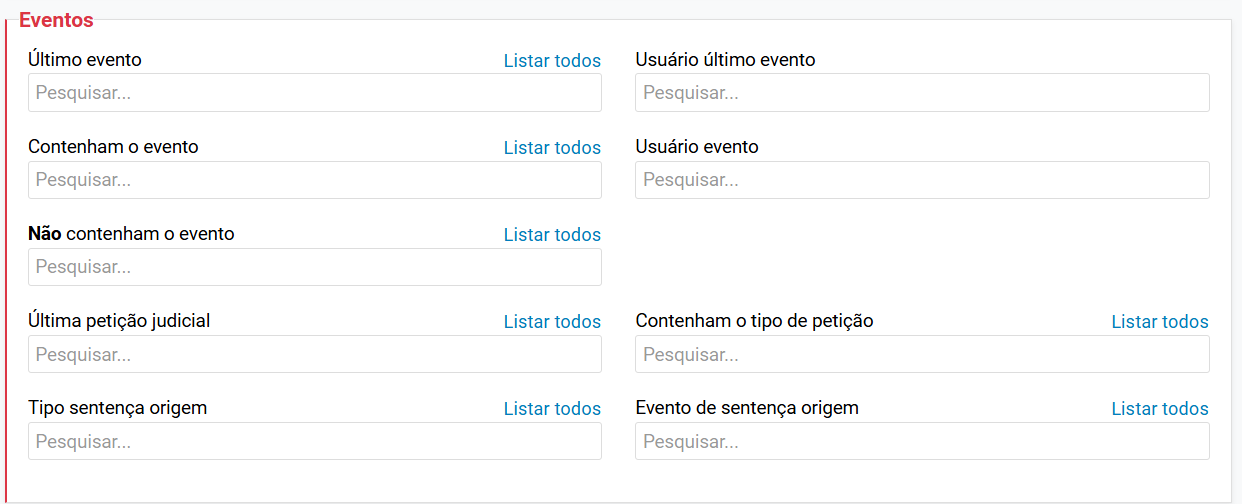 Eventos
Último evento Listar todos Usuário último evento
Pesquisar... Pesquisar...
Contenham o evento Listar todos Usuário evento
Pesquisar... Pesquisar...
Não contenham o evento Listar todos
Pesquisar...
Última petição judicial Listar todos Contenham o tipo de petição Listar todos
Pesquisar... Pesquisar...
Tipo sentença origem Listar todos Evento de sentença origem Listar todos
Pesquisar... Pesquisar...